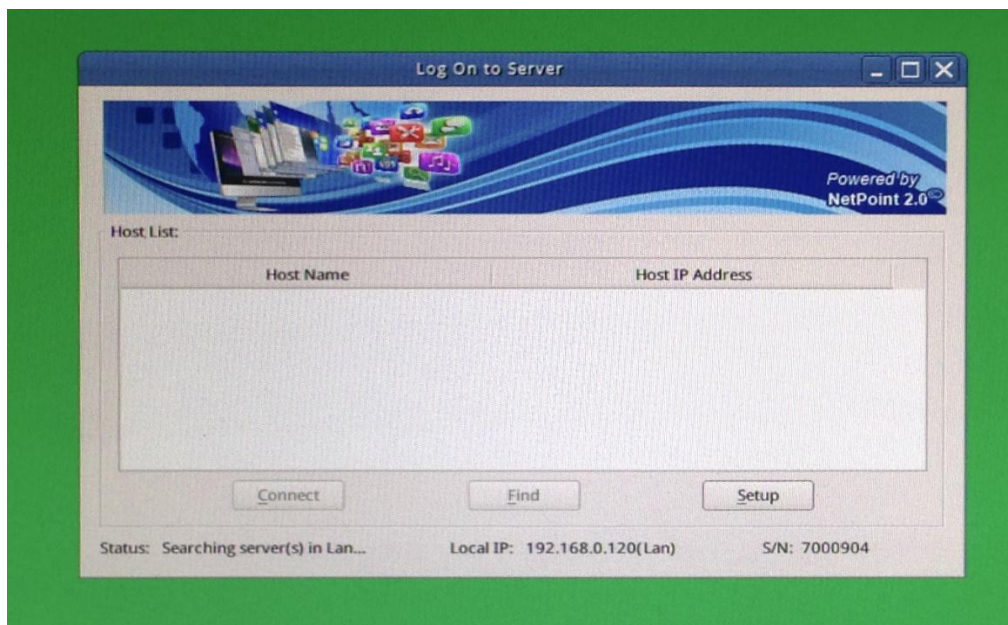 Log On to Server
Powered by
NetPoint 2.0
Host List:
Host Name Host IP Address
Connect Find Setup
Status: Searching server(s) in Lan... Local IP: 192.168.0.120(Lan) S/N: 7000904